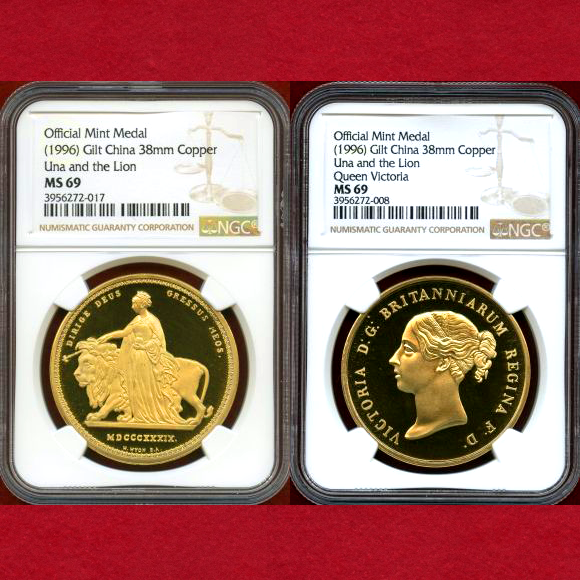 Official Mint Medal
(1996) Gilt China 38mm Copper
Una and the Lion
MS 69
3956272-017
NUMISMATIC GUARANTY CORPORATION
NGC
DIRIGE DEUS GRESSUS MEOS.
MDCCCXXXIX.
W. WYON R.A.
Official Mint Medal
(1996) Gilt China 38mm Copper
Una and the Lion
Queen Victoria
MS 69
3956272-008
NUMISMATIC GUARANTY CORPORATION
NGC
VICTORIA D. G. BRITANNIARUM REGINA F. D.